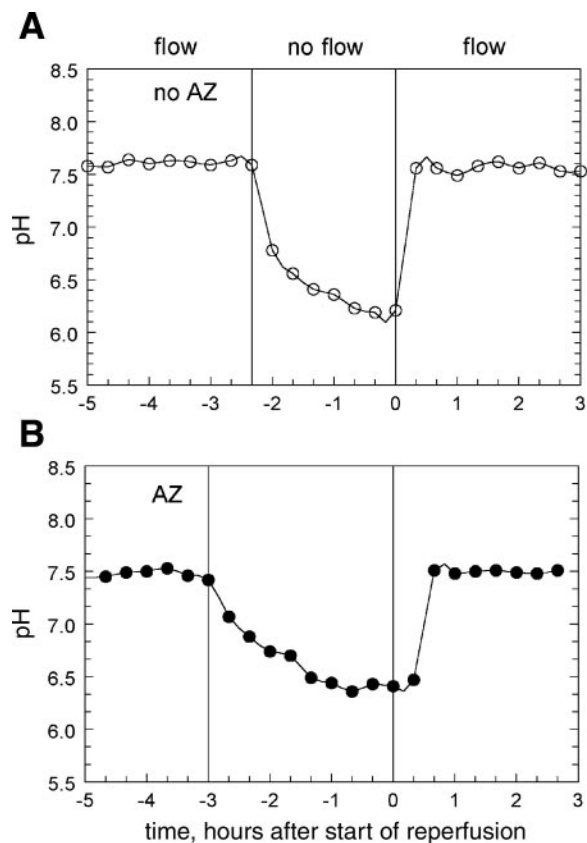 A
flow no flow flow
8.5
no AZ
8.0
7.5
7.0
6.5
6.0
5.5
pH
-5 -4 -3 -2 -1 0 1 2 3
B
8.5
AZ
8.0
7.5
7.0
6.5
6.0
5.5
pH
-5 -4 -3 -2 -1 0 1 2 3
time, hours after start of reperfusion